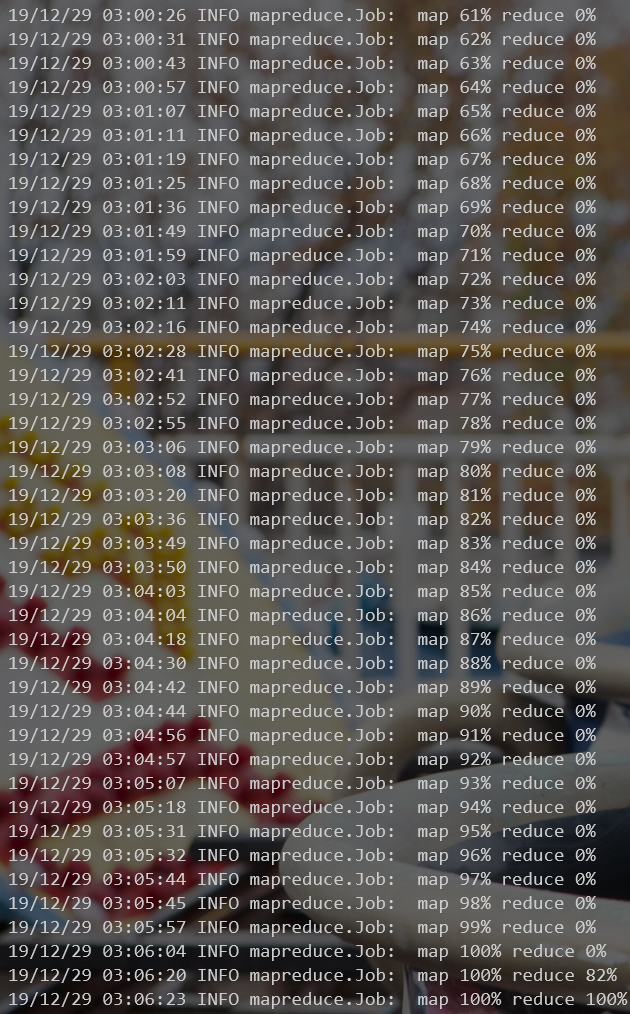 19/12/29 03:00:26 INFO mapreduce.Job:  map 61% reduce 0%
19/12/29 03:00:31 INFO mapreduce.Job:  map 62% reduce 0%
19/12/29 03:00:43 INFO mapreduce.Job:  map 63% reduce 0%
19/12/29 03:00:57 INFO mapreduce.Job:  map 64% reduce 0%
19/12/29 03:01:07 INFO mapreduce.Job:  map 65% reduce 0%
19/12/29 03:01:11 INFO mapreduce.Job:  map 66% reduce 0%
19/12/29 03:01:19 INFO mapreduce.Job:  map 67% reduce 0%
19/12/29 03:01:25 INFO mapreduce.Job:  map 68% reduce 0%
19/12/29 03:01:36 INFO mapreduce.Job:  map 69% reduce 0%
19/12/29 03:01:49 INFO mapreduce.Job:  map 70% reduce 0%
19/12/29 03:01:59 INFO mapreduce.Job:  map 71% reduce 0%
19/12/29 03:02:03 INFO mapreduce.Job:  map 72% reduce 0%
19/12/29 03:02:11 INFO mapreduce.Job:  map 73% reduce 0%
19/12/29 03:02:16 INFO mapreduce.Job:  map 74% reduce 0%
19/12/29 03:02:28 INFO mapreduce.Job:  map 75% reduce 0%
19/12/29 03:02:41 INFO mapreduce.Job:  map 76% reduce 0%
19/12/29 03:02:52 INFO mapreduce.Job:  map 77% reduce 0%
19/12/29 03:02:55 INFO mapreduce.Job:  map 78% reduce 0%
19/12/29 03:03:06 INFO mapreduce.Job:  map 79% reduce 0%
19/12/29 03:03:08 INFO mapreduce.Job:  map 80% reduce 0%
19/12/29 03:03:20 INFO mapreduce.Job:  map 81% reduce 0%
19/12/29 03:03:36 INFO mapreduce.Job:  map 82% reduce 0%
19/12/29 03:03:49 INFO mapreduce.Job:  map 83% reduce 0%
19/12/29 03:03:50 INFO mapreduce.Job:  map 84% reduce 0%
19/12/29 03:04:03 INFO mapreduce.Job:  map 85% reduce 0%
19/12/29 03:04:04 INFO mapreduce.Job:  map 86% reduce 0%
19/12/29 03:04:18 INFO mapreduce.Job:  map 87% reduce 0%
19/12/29 03:04:30 INFO mapreduce.Job:  map 88% reduce 0%
19/12/29 03:04:42 INFO mapreduce.Job:  map 89% reduce 0%
19/12/29 03:04:44 INFO mapreduce.Job:  map 90% reduce 0%
19/12/29 03:04:56 INFO mapreduce.Job:  map 91% reduce 0%
19/12/29 03:04:57 INFO mapreduce.Job:  map 92% reduce 0%
19/12/29 03:05:07 INFO mapreduce.Job:  map 93% reduce 0%
19/12/29 03:05:18 INFO mapreduce.Job:  map 94% reduce 0%
19/12/29 03:05:31 INFO mapreduce.Job:  map 95% reduce 0%
19/12/29 03:05:32 INFO mapreduce.Job:  map 96% reduce 0%
19/12/29 03:05:44 INFO mapreduce.Job:  map 97% reduce 0%
19/12/29 03:05:45 INFO mapreduce.Job:  map 98% reduce 0%
19/12/29 03:05:57 INFO mapreduce.Job:  map 99% reduce 0%
19/12/29 03:06:04 INFO mapreduce.Job:  map 100% reduce 0%
19/12/29 03:06:20 INFO mapreduce.Job:  map 100% reduce 82%
19/12/29 03:06:23 INFO mapreduce.Job:  map 100% reduce 100%